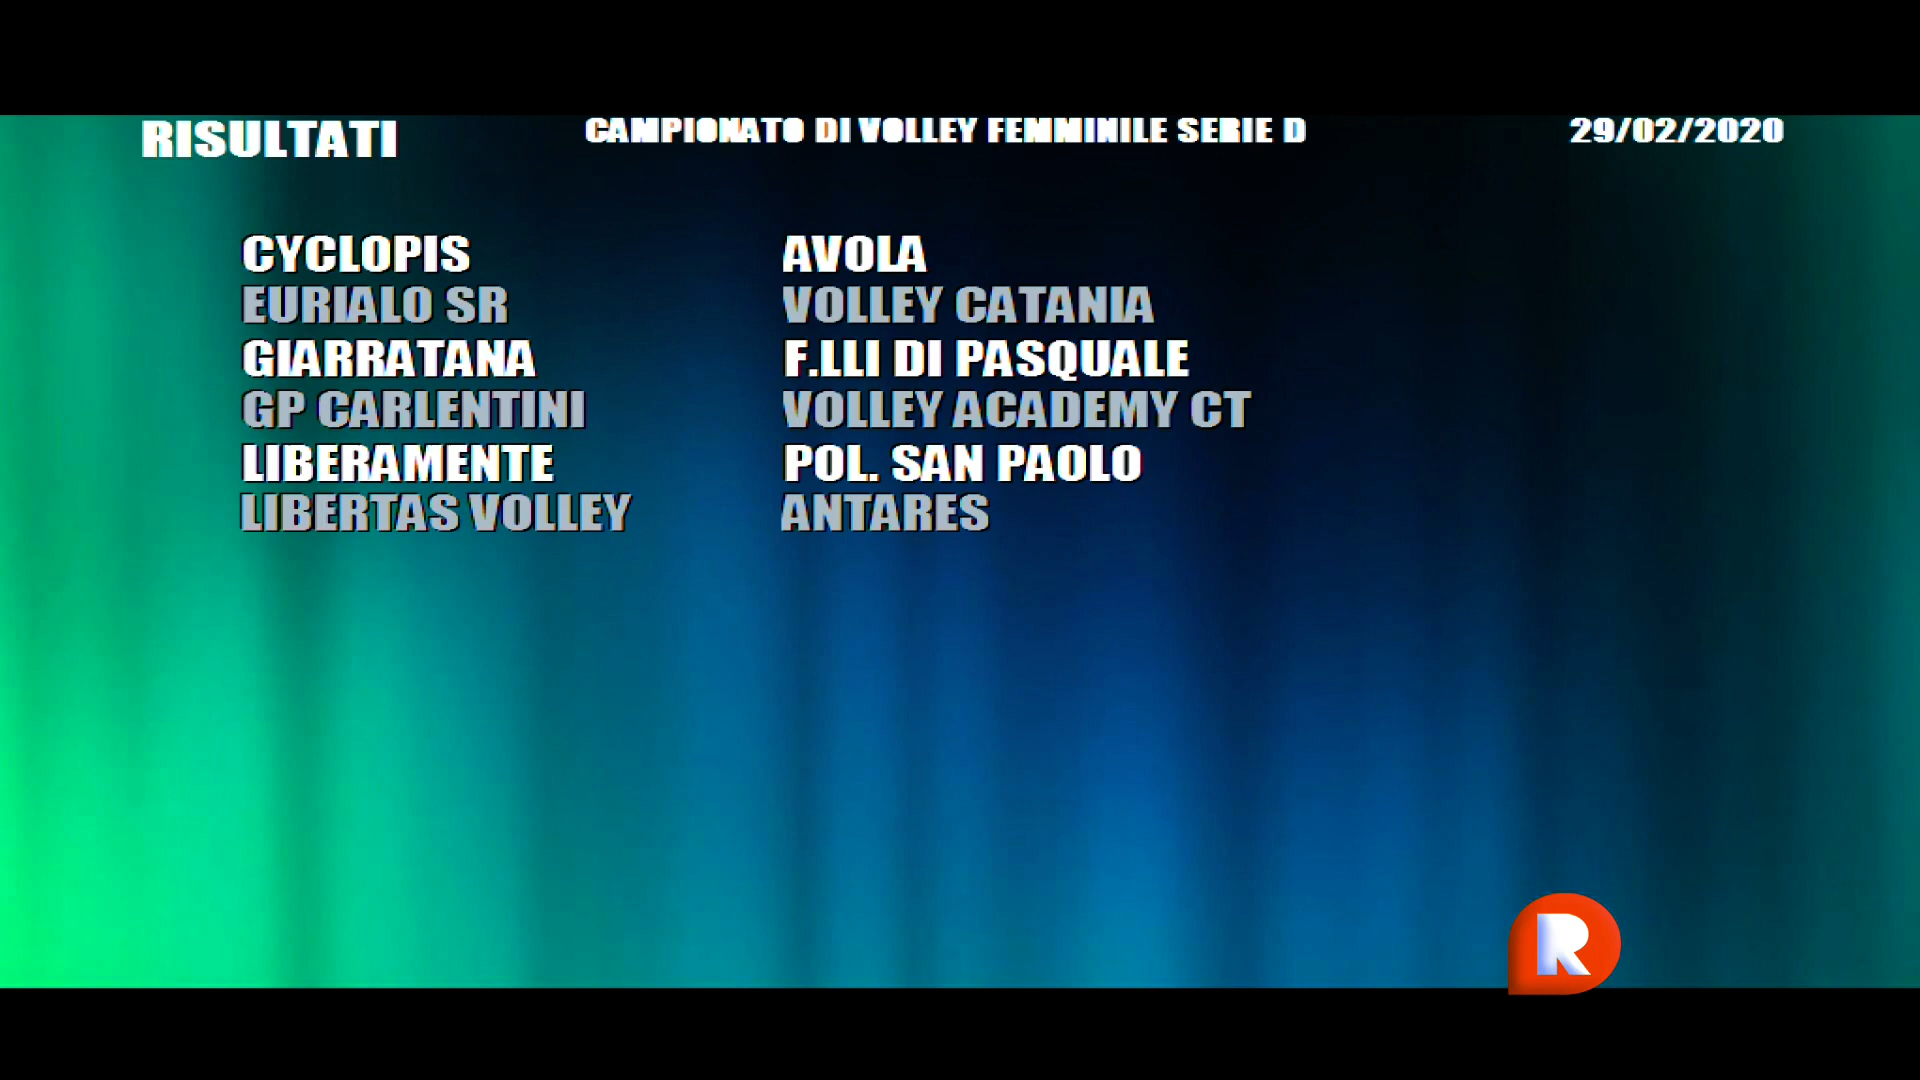 RISULTATI CAMPIONATO DI VOLLEY FEMMINILE SERIE D 29/02/2020
CYCLOPIS AVOLA
EURIALO SR VOLLEY CATANIA
GIARRATANA F.LLI DI PASQUALE
GP CARLENTINI VOLLEY ACADEMY CT
LIBERAMENTE POL. SAN PAOLO
LIBERTAS VOLLEY ANTARES
R